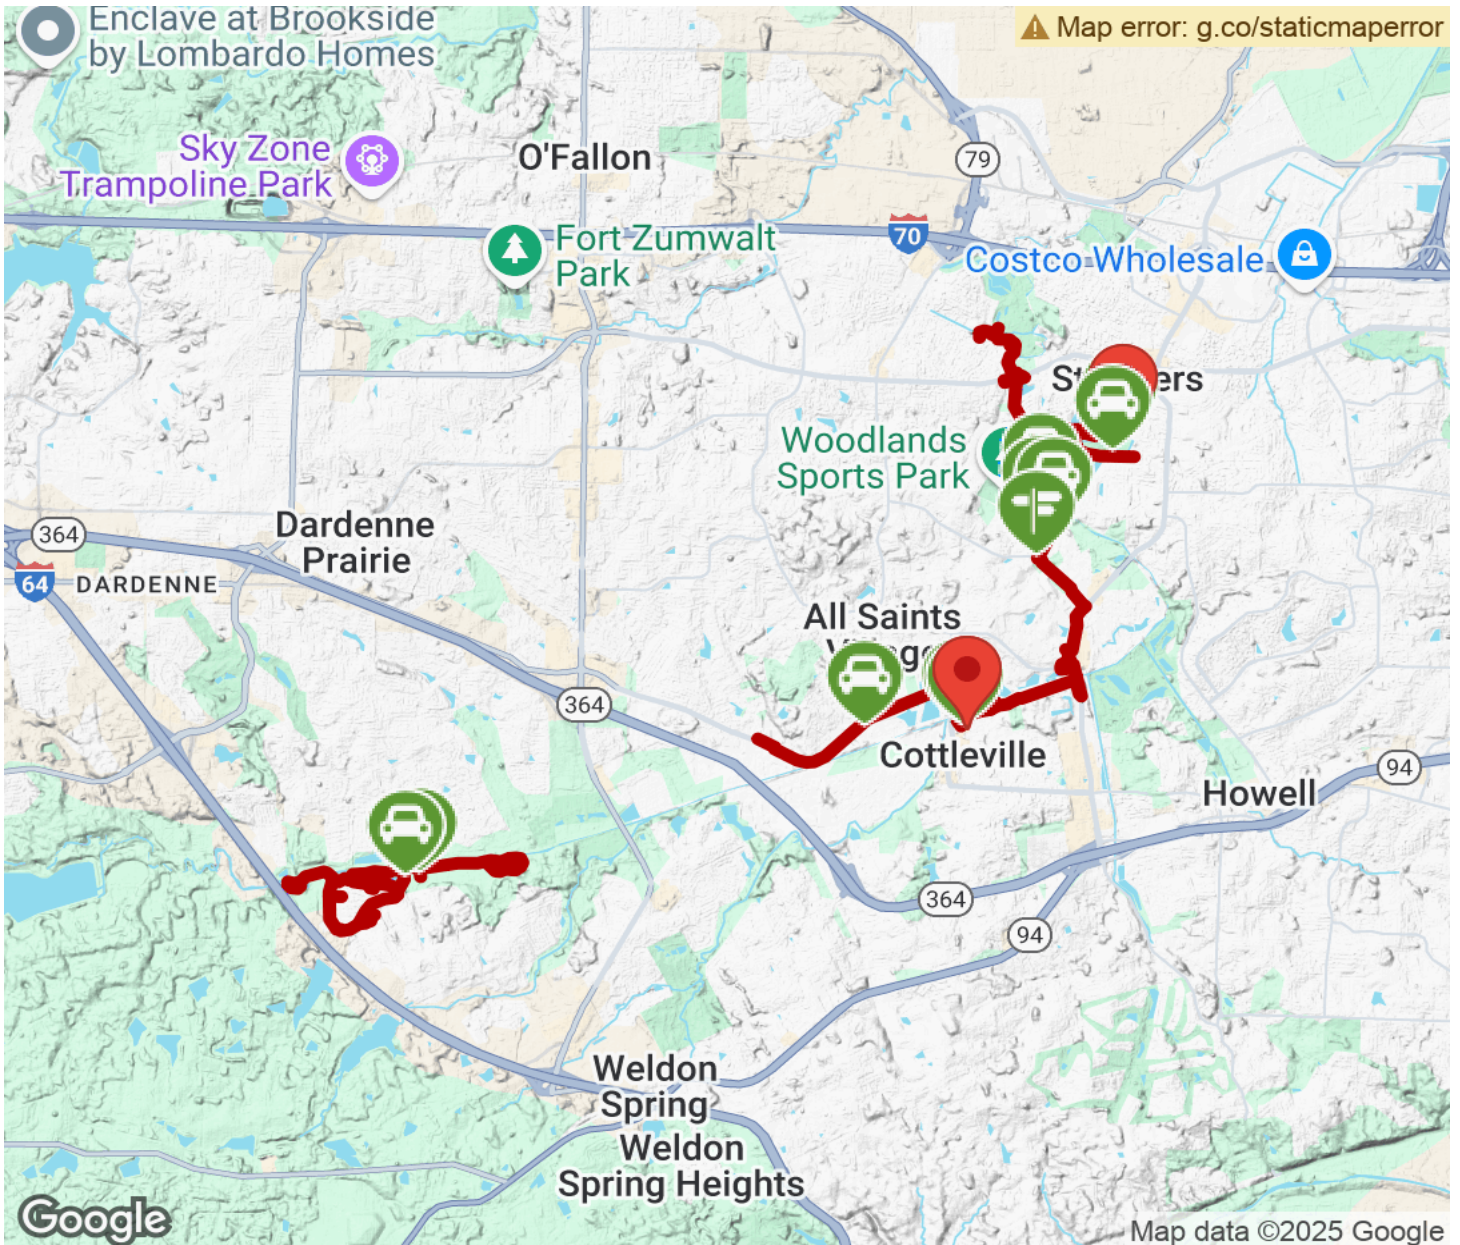 Enclave at Brookside
by Lombardo Homes
Map error: g.co/staticmaperror
Sky Zone
Trampoline Park
O'Fallon
79
Fort Zumwalt
Park
70
Costco Wholesale
Woodlands
Sports Park
364
Dardenne
Prairie
64
DARDENNE
All Saints
364
Cottleville
Howell
94
364
94
Weldon
Spring
Weldon
Spring Heights
Google
Map data ©2025 Google